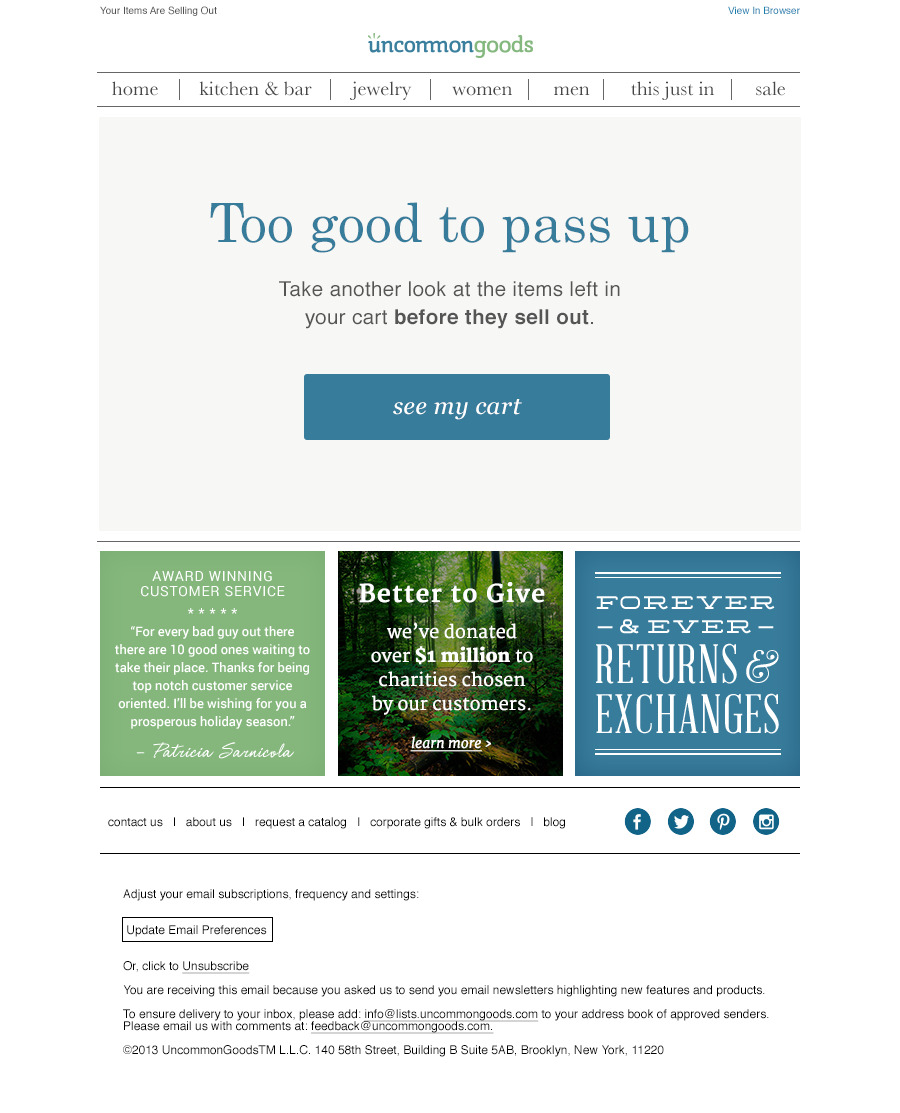 Your Items Are Selling Out
View In Browser
uncommongoods
home
kitchen & bar
jewelry
women
men
this just in
sale
Too good to pass up
Take another look at the items left in
your cart before they sell out.
see my cart
AWARD WINNING
CUSTOMER SERVICE
* * * * *
“For every bad guy out there
there are 10 good ones waiting to
take their place. Thanks for being
top notch customer service
oriented. I’ll be wishing for you a
prosperous holiday season.”
– Patricia Sarnicola
Better to Give
we’ve donated
over $1 million to
charities chosen
by our customers.
learn more >
FOREVER
– & EVER –
RETURNS &
EXCHANGES
contact us | about us | request a catalog | corporate gifts & bulk orders | blog
Adjust your email subscriptions, frequency and settings:
Update Email Preferences
Or, click to Unsubscribe
You are receiving this email because you asked us to send you email newsletters highlighting new features and products.
To ensure delivery to your inbox, please add: info@lists.uncommongoods.com to your address book of approved senders.
Please email us with comments at: feedback@uncommongoods.com.
©2013 UncommonGoodsTM L.L.C. 140 58th Street, Building B Suite 5AB, Brooklyn, New York, 11220